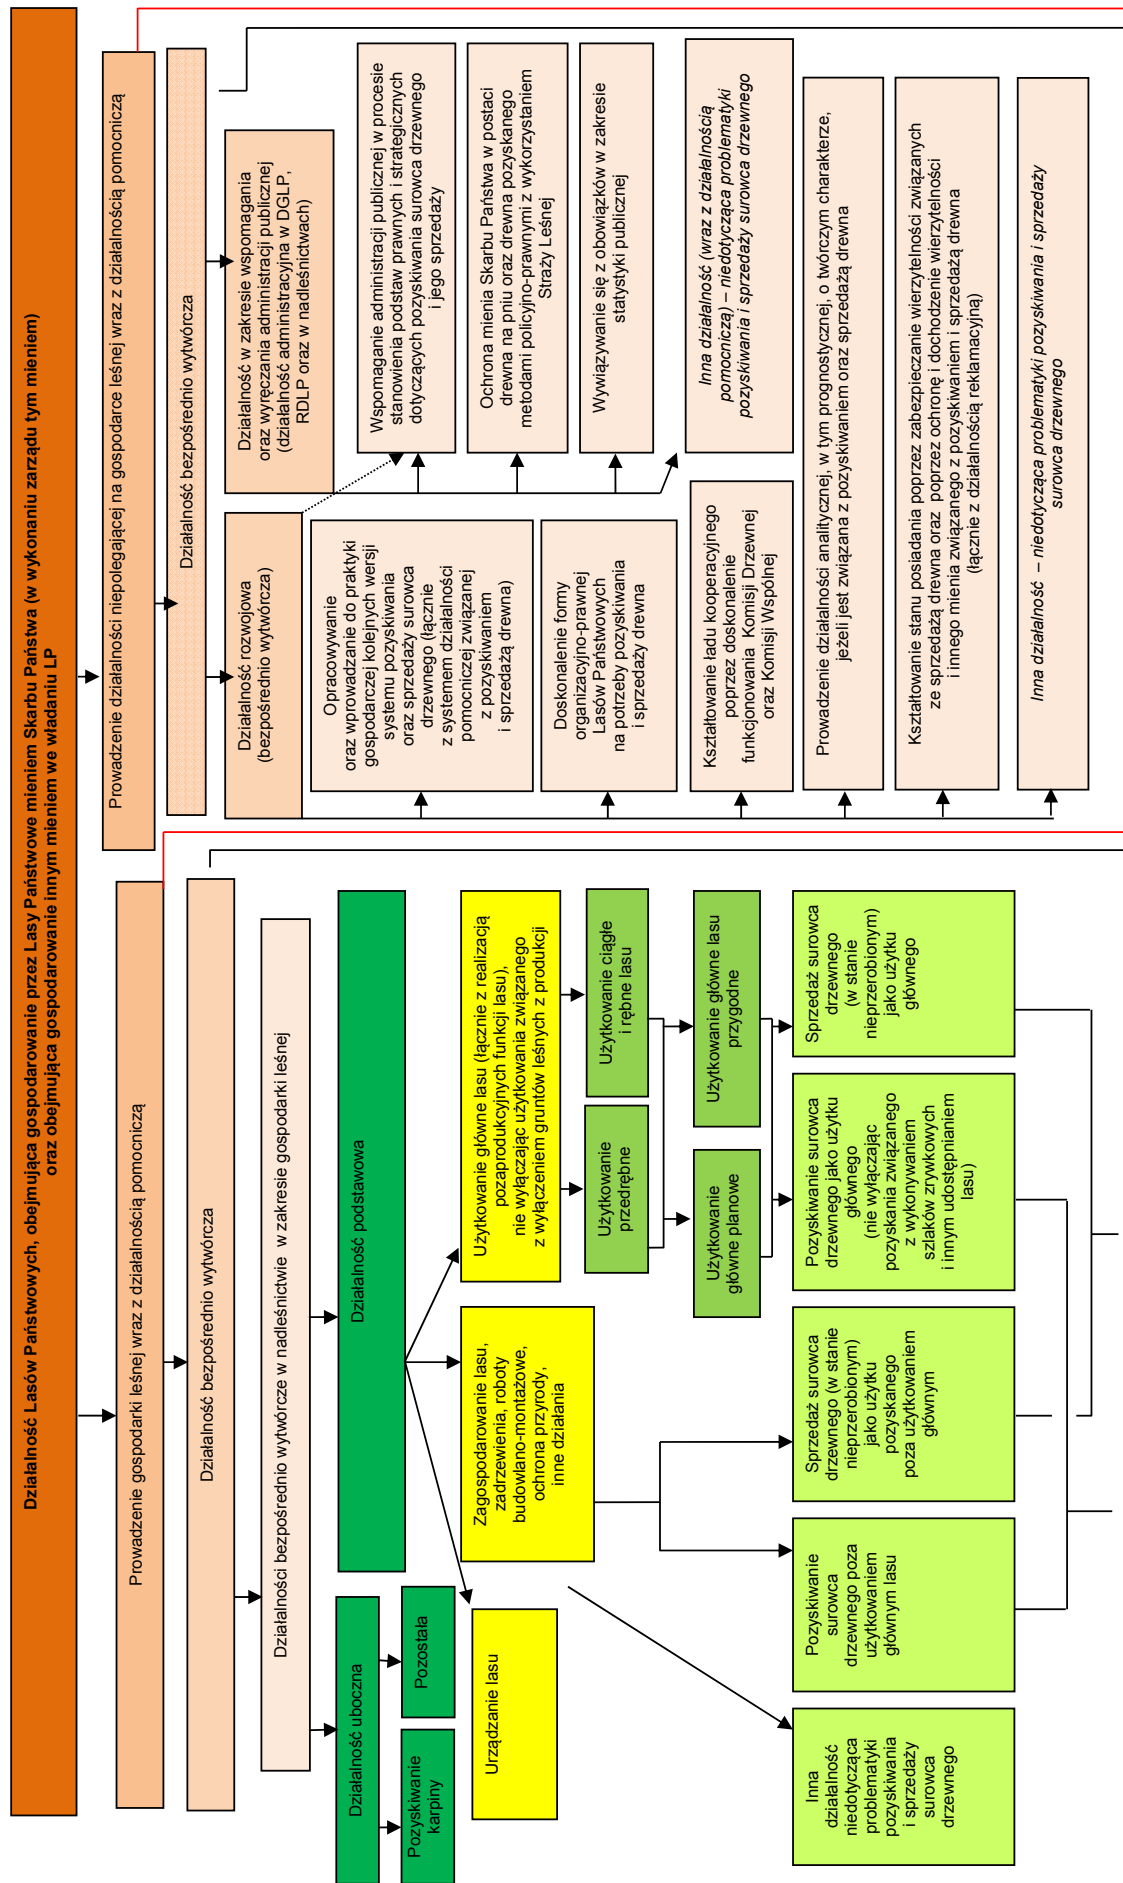 Działalność Lasów Państwowych, obejmująca gospodarowanie przez Lasy Państwowe mieniem Skarbu Państwa (w wykonaniu zarządu tym mieniem)
oraz obejmująca gospodarowanie innym mieniem we władaniu LP
Prowadzenie gospodarki leśnej wraz z działalnością pomocniczą
Prowadzenie działalności niepolegającej na gospodarce leśnej wraz z działalnością pomocniczą
Działalność bezpośrednio wytwórcza
Działalność bezpośrednio wytwórcza
Działalności bezpośrednio wytwórcze w nadleśnictwie w zakresie gospodarki leśnej
Działalność rozwojowa
(bezpośrednio wytwórcza)
Działalność w zakresie wspomagania
oraz wyręczania administracji publicznej
(działalność administracyjna w DGLP,
RDLP oraz w nadleśnictwach)
Działalność uboczna
Działalność podstawowa
Pozyskiwanie
karpiny
Pozostała
Urządzanie lasu
Zagospodarowanie lasu,
zadrzewienia, roboty
budowlano-montażowe,
ochrona przyrody,
inne działania
Użytkowanie główne lasu (łącznie z realizacją
pozaprodukcyjnych funkcji lasu),
nie wyłączając użytkowania związanego
z wyłączeniem gruntów leśnych z produkcji
Użytkowanie
przedrębne
Użytkowanie ciągłe
i rębne lasu
Użytkowanie
główne planowe
Użytkowanie główne lasu
przygodne
Inna
działalność
niedotycząca
problematyki
pozyskiwania
i sprzedaży
surowca
drzewnego
Pozyskiwanie
surowca
drzewnego poza
użytkowaniem
głównym lasu
Sprzedaż surowca
drzewnego (w stanie
nieprzerobionym)
jako użytku
pozyskanego
poza użytkowaniem
głównym
Pozyskiwanie surowca
drzewnego jako użytku
głównego
(nie wyłączając
pozyskania związanego
z wykonywaniem
szlaków zrywkowych
i innym udostępnianiem
lasu)
Sprzedaż surowca
drzewnego
(w stanie
nieprzerobionym)
jako użytku
głównego
Opracowywanie
oraz wprowadzanie do praktyki
gospodarczej kolejnych wersji
systemu pozyskiwania
oraz sprzedaży surowca
drzewnego (łącznie
z systemem działalności
pomocniczej związanej
z pozyskiwaniem
i sprzedażą drewna)
Doskonalenie formy
organizacyjno-prawnej
Lasów Państwowych
na potrzeby pozyskiwania
i sprzedaży drewna
Kształtowanie ładu kooperacyjnego
poprzez doskonalenie
funkcjonowania Komisji Drzewnej
oraz Komisji Wspólnej
Prowadzenie działalności analitycznej, w tym prognostycznej, o twórczym charakterze,
jeżeli jest związana z pozyskiwaniem oraz sprzedażą drewna
Kształtowanie stanu posiadania poprzez zabezpieczanie wierzytelności związanych
ze sprzedażą drewna oraz poprzez ochronę i dochodzenie wierzytelności
i innego mienia związanego z pozyskiwaniem i sprzedażą drewna
(łącznie z działalnością reklamacyjną)
Inna działalność – niedotycząca problematyki pozyskiwania i sprzedaży
surowca drzewnego
Wspomaganie administracji publicznej w procesie
stanowienia podstaw prawnych i strategicznych
dotyczących pozyskiwania surowca drzewnego
i jego sprzedaży
Ochrona mienia Skarbu Państwa w postaci
drewna na pniu oraz drewna pozyskanego
metodami policyjno-prawnymi z wykorzystaniem
Straży Leśnej
Wywiązywanie się z obowiązków w zakresie
statystyki publicznej
Inna działalność (wraz z działalnością
pomocniczą) – niedotycząca problematyki
pozyskiwania i sprzedaży surowca drzewnego